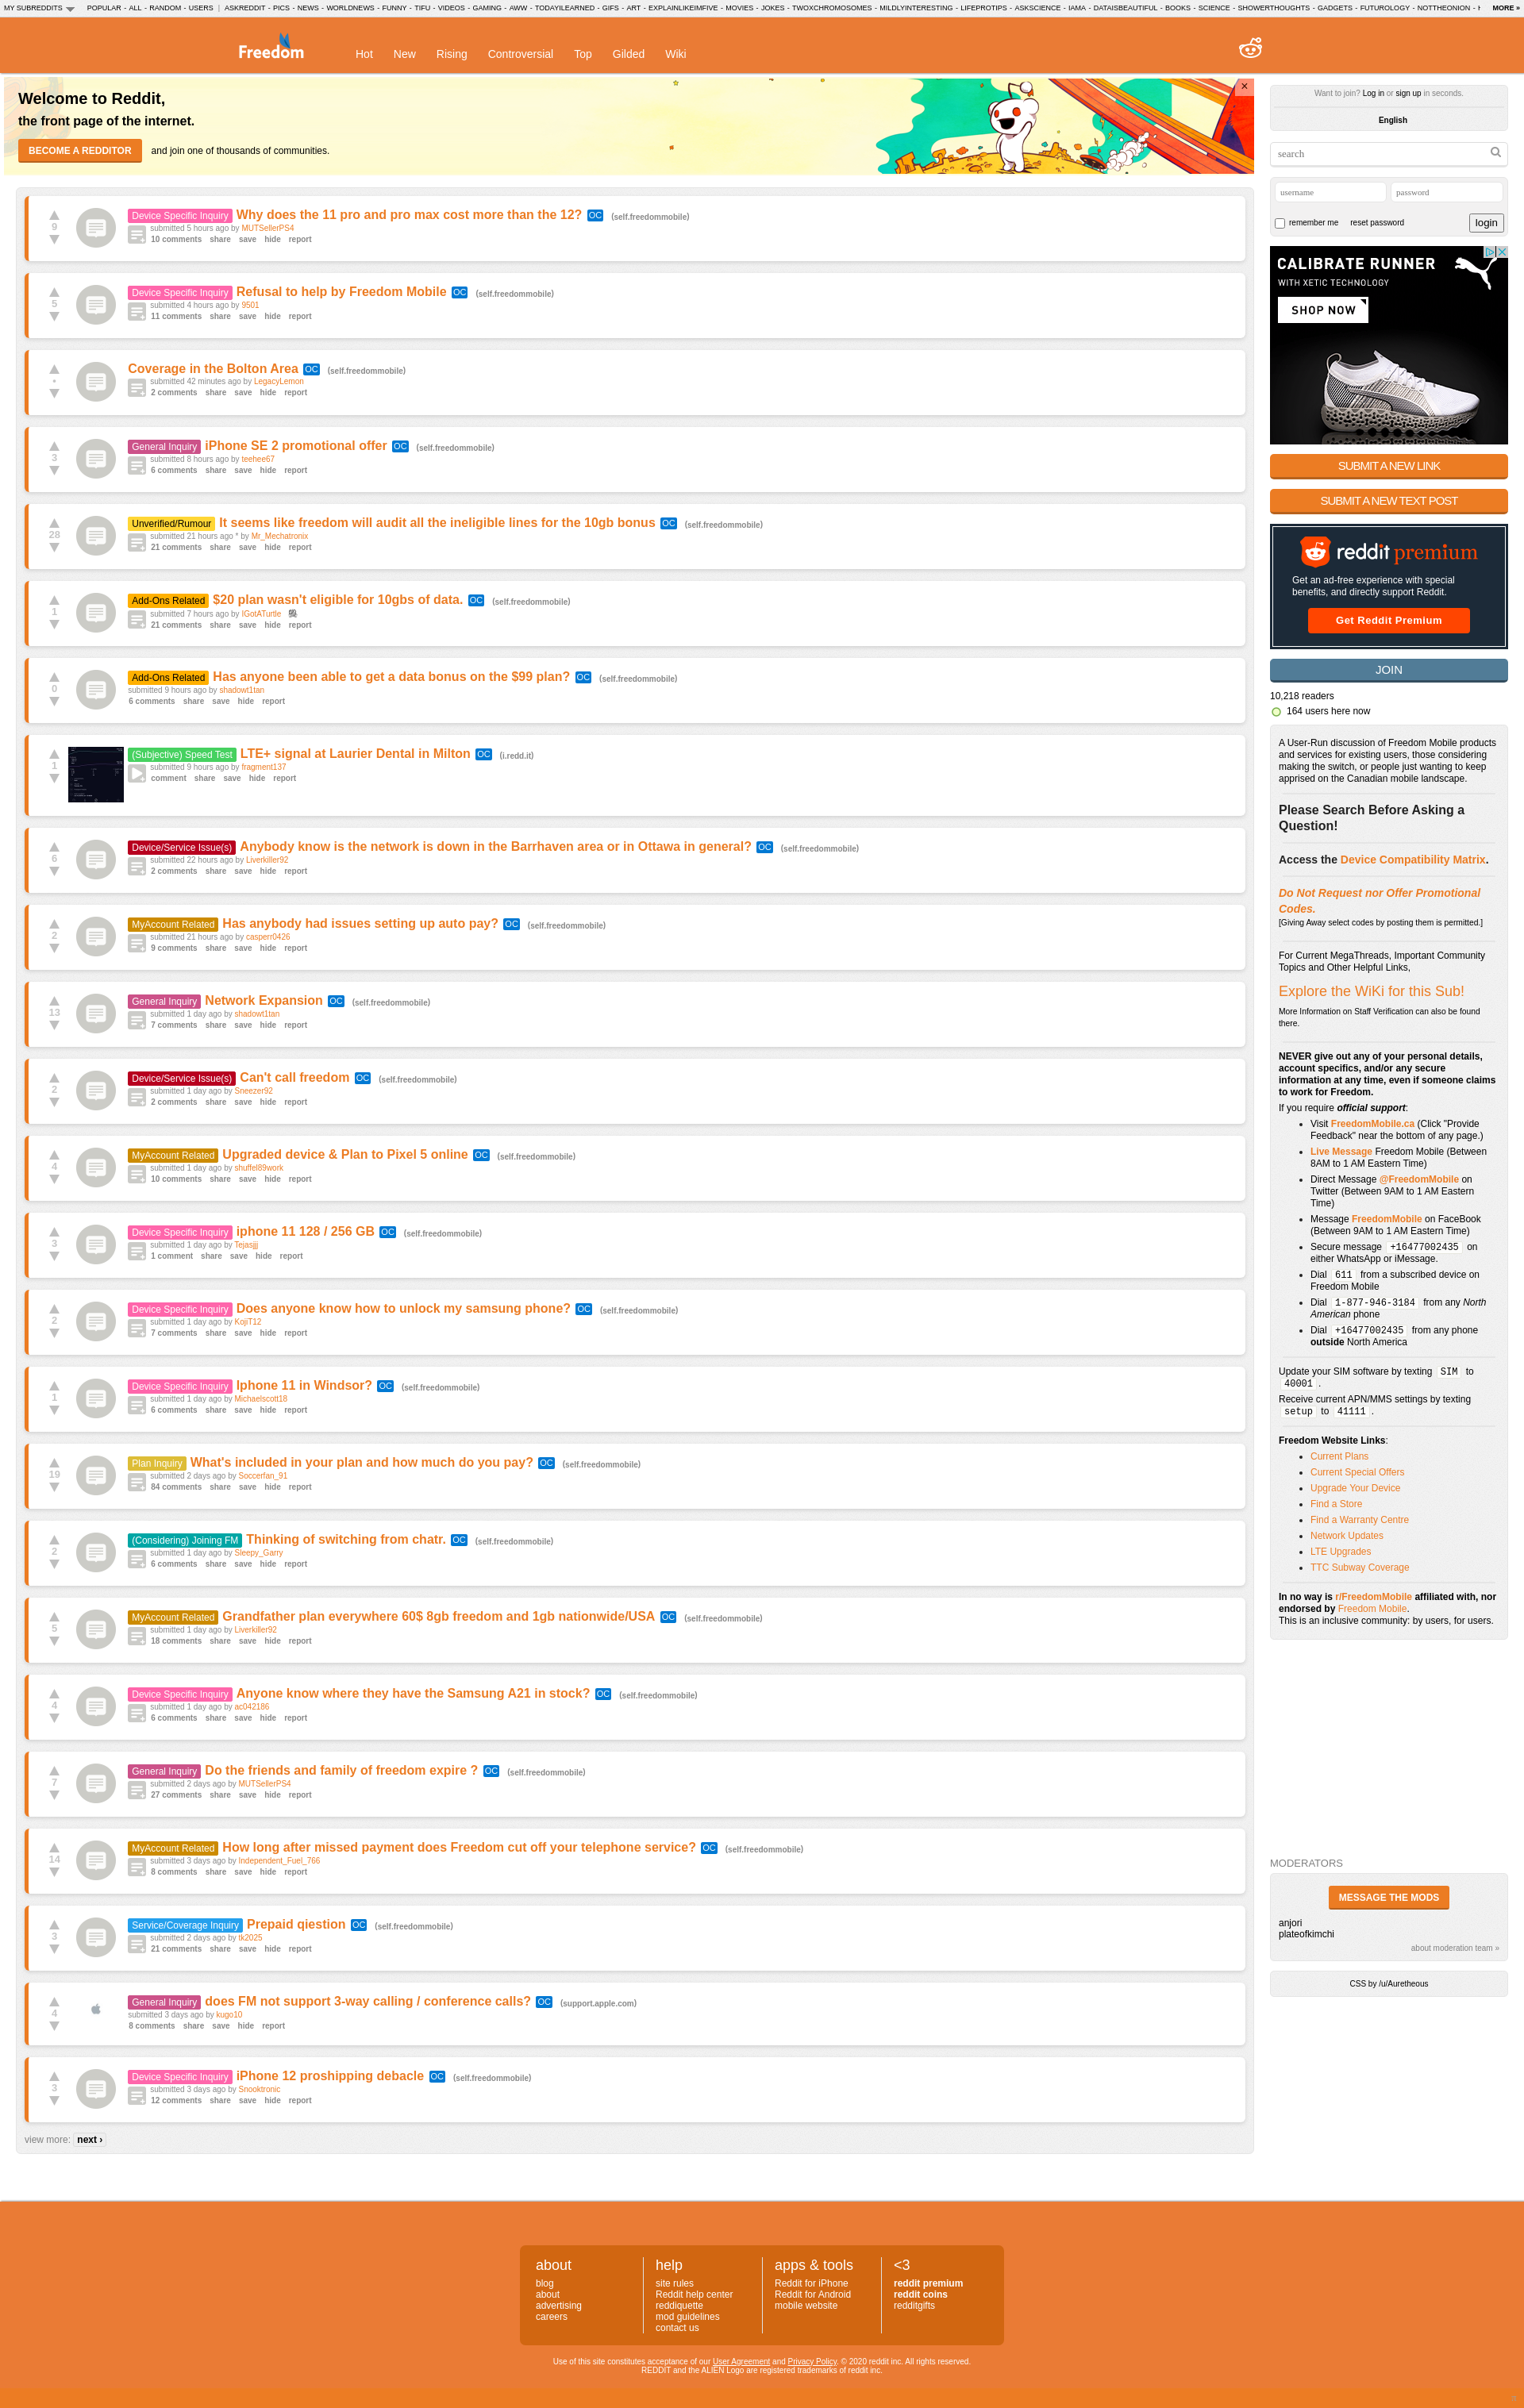 MY SUBREDDITS POPULAR - ALL - RANDOM - USERS | ASKREDDIT - PICS - NEWS - WORLDNEWS - FUNNY - TIFU - VIDEOS - GAMING - AWW - TODAYILEARNED - GIFS - ART - EXPLAINLIKEIMFIVE - MOVIES - JOKES - TWOXCHROMOSOMES - MILDLYINTERESTING - LIFEPROTIPS - ASKSCIENCE - IAMA - DATAISBEAUTIFUL - BOOKS - SCIENCE - SHOWERTHOUGHTS - GADGETS - FUTUROLOGY - NOTTHEONION - MORE »
Freedom Hot New Rising Controversial Top Gilded Wiki
Welcome to Reddit,
the front page of the internet.
BECOME A REDDITOR and join one of thousands of communities.
×
Device Specific Inquiry Why does the 11 pro and pro max cost more than the 12? OC (self.freedommobile)
9
submitted 5 hours ago by MUTSellerPS4
10 comments share save hide report
Device Specific Inquiry Refusal to help by Freedom Mobile OC (self.freedommobile)
5
submitted 4 hours ago by 9501
11 comments share save hide report
Coverage in the Bolton Area OC (self.freedommobile)
•
submitted 42 minutes ago by LegacyLemon
2 comments share save hide report
General Inquiry iPhone SE 2 promotional offer OC (self.freedommobile)
3
submitted 8 hours ago by teehee67
6 comments share save hide report
Unverified/Rumour It seems like freedom will audit all the ineligible lines for the 10gb bonus OC (self.freedommobile)
28
submitted 21 hours ago * by Mr_Mechatronix
21 comments share save hide report
Add-Ons Related $20 plan wasn't eligible for 10gbs of data. OC (self.freedommobile)
1
submitted 7 hours ago by IGotATurtle
21 comments share save hide report
Add-Ons Related Has anyone been able to get a data bonus on the $99 plan? OC (self.freedommobile)
0
submitted 9 hours ago by shadowt1tan
6 comments share save hide report
(Subjective) Speed Test LTE+ signal at Laurier Dental in Milton OC (i.redd.it)
1
submitted 9 hours ago by fragment137
comment share save hide report
Device/Service Issue(s) Anybody know is the network is down in the Barrhaven area or in Ottawa in general? OC (self.freedommobile)
6
submitted 22 hours ago by Liverkiller92
2 comments share save hide report
MyAccount Related Has anybody had issues setting up auto pay? OC (self.freedommobile)
2
submitted 21 hours ago by casperr0426
9 comments share save hide report
General Inquiry Network Expansion OC (self.freedommobile)
13
submitted 1 day ago by shadowt1tan
7 comments share save hide report
Device/Service Issue(s) Can't call freedom OC (self.freedommobile)
2
submitted 1 day ago by Sneezer92
2 comments share save hide report
MyAccount Related Upgraded device & Plan to Pixel 5 online OC (self.freedommobile)
4
submitted 1 day ago by shuffel89work
10 comments share save hide report
Device Specific Inquiry iphone 11 128 / 256 GB OC (self.freedommobile)
3
submitted 1 day ago by Tejasjjj
1 comment share save hide report
Device Specific Inquiry Does anyone know how to unlock my samsung phone? OC (self.freedommobile)
2
submitted 1 day ago by KojiT12
7 comments share save hide report
Device Specific Inquiry Iphone 11 in Windsor? OC (self.freedommobile)
1
submitted 1 day ago by Michaelscott18
6 comments share save hide report
Plan Inquiry What's included in your plan and how much do you pay? OC (self.freedommobile)
19
submitted 2 days ago by Soccerfan_91
84 comments share save hide report
(Considering) Joining FM Thinking of switching from chatr. OC (self.freedommobile)
2
submitted 1 day ago by Sleepy_Garry
6 comments share save hide report
MyAccount Related Grandfather plan everywhere 60$ 8gb freedom and 1gb nationwide/USA OC (self.freedommobile)
5
submitted 1 day ago by Liverkiller92
18 comments share save hide report
Device Specific Inquiry Anyone know where they have the Samsung A21 in stock? OC (self.freedommobile)
4
submitted 1 day ago by ac042186
6 comments share save hide report
General Inquiry Do the friends and family of freedom expire ? OC (self.freedommobile)
7
submitted 2 days ago by MUTSellerPS4
27 comments share save hide report
MyAccount Related How long after missed payment does Freedom cut off your telephone service? OC (self.freedommobile)
14
submitted 3 days ago by Independent_Fuel_766
8 comments share save hide report
Service/Coverage Inquiry Prepaid qiestion OC (self.freedommobile)
3
submitted 2 days ago by tk2025
21 comments share save hide report
General Inquiry does FM not support 3-way calling / conference calls? OC (support.apple.com)
4
submitted 3 days ago by kugo10
8 comments share save hide report
Device Specific Inquiry iPhone 12 proshipping debacle OC (self.freedommobile)
3
submitted 3 days ago by Snooktronic
12 comments share save hide report
view more: next ›
Want to join? Log in or sign up in seconds.
English
search
username password
remember me reset password login
CALIBRATE RUNNER
WITH XETIC TECHNOLOGY
SHOP NOW
SUBMIT A NEW LINK
SUBMIT A NEW TEXT POST
reddit premium
Get an ad-free experience with special
benefits, and directly support Reddit.
Get Reddit Premium
JOIN
10,218 readers
164 users here now
A User-Run discussion of Freedom Mobile products
and services for existing users, those considering
making the switch, or people just wanting to keep
apprised on the Canadian mobile landscape.
Please Search Before Asking a
Question!
Access the Device Compatibility Matrix.
Do Not Request nor Offer Promotional
Codes.
[Giving Away select codes by posting them is permitted.]
For Current MegaThreads, Important Community
Topics and Other Helpful Links,
Explore the WiKi for this Sub!
More Information on Staff Verification can also be found
there.
NEVER give out any of your personal details,
account specifics, and/or any secure
information at any time, even if someone claims
to work for Freedom.
If you require official support:
• Visit FreedomMobile.ca (Click "Provide
Feedback" near the bottom of any page.)
• Live Message Freedom Mobile (Between
8AM to 1 AM Eastern Time)
• Direct Message @FreedomMobile on
Twitter (Between 9AM to 1 AM Eastern
Time)
• Message FreedomMobile on FaceBook
(Between 9AM to 1 AM Eastern Time)
• Secure message +16477002435 on
either WhatsApp or iMessage.
• Dial 611 from a subscribed device on
Freedom Mobile
• Dial 1-877-946-3184 from any North
American phone
• Dial +16477002435 from any phone
outside North America
Update your SIM software by texting SIM to
40001 .
Receive current APN/MMS settings by texting
setup to 41111 .
Freedom Website Links:
• Current Plans
• Current Special Offers
• Upgrade Your Device
• Find a Store
• Find a Warranty Centre
• Network Updates
• LTE Upgrades
• TTC Subway Coverage
In no way is r/FreedomMobile affiliated with, nor
endorsed by Freedom Mobile.
This is an inclusive community: by users, for users.
MODERATORS
MESSAGE THE MODS
anjori
plateofkimchi
about moderation team »
CSS by /u/Auretheous
about
blog
about
advertising
careers
help
site rules
Reddit help center
reddiquette
mod guidelines
contact us
apps & tools
Reddit for iPhone
Reddit for Android
mobile website
<3
reddit premium
reddit coins
redditgifts
Use of this site constitutes acceptance of our User Agreement and Privacy Policy. © 2020 reddit inc. All rights reserved.
REDDIT and the ALIEN Logo are registered trademarks of reddit inc.